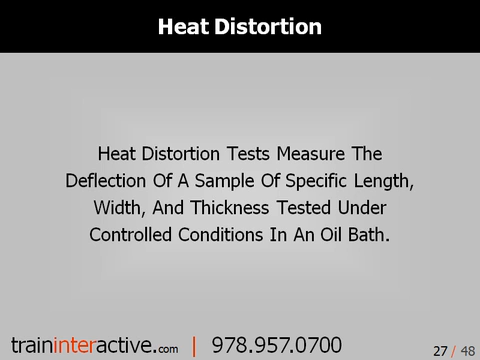 Heat Distortion
Heat Distortion Tests Measure The
Deflection Of A Sample Of Specific Length,
Width, And Thickness Tested Under
Controlled Conditions In An Oil Bath.
traininteractive.com | 978.957.0700
27 / 48